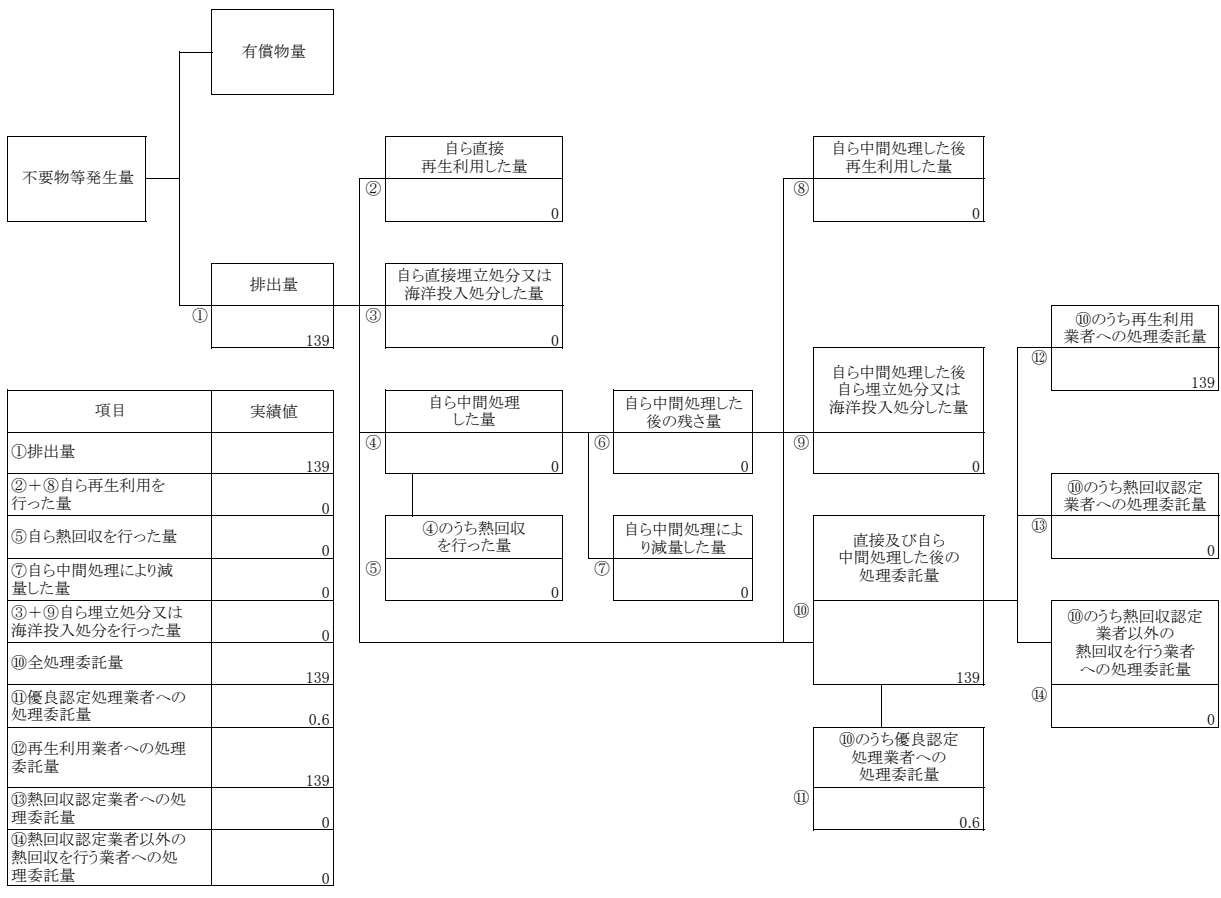 有償物量
不要物等発生量
排出量
①
139
自ら直接
再生利用した量
②
0
自ら直接埋立処分又は
海洋投入処分した量
③
0
自ら中間処理
した量
④
0
④のうち熱回収
を行った量
⑤
0
自ら中間処理した
後の残さ量
⑥
0
自ら中間処理によ
り減量した量
⑦
0
自ら中間処理した後
再生利用した量
⑧
0
自ら中間処理した後
自ら埋立処分又は
海洋投入処分した量
⑨
0
直接及び自ら
中間処理した後の
処理委託量
⑩
139
⑩のうち優良認定
処理業者への
処理委託量
⑪
0.6
⑩のうち再生利用
業者への処理委託量
⑫
139
⑩のうち熱回収認定
業者への処理委託量
⑬
0
⑩のうち熱回収認定
業者以外の
熱回収を行う業者
への処理委託量
⑭
0
項目 実績値
①排出量
139
②+⑧自ら再生利用を
行った量
0
⑤自ら熱回収を行った量
0
⑦自ら中間処理により減
量した量
0
③+⑨自ら埋立処分又は
海洋投入処分を行った量
0
⑩全処理委託量
139
⑪優良認定処理業者への
処理委託量
0.6
⑫再生利用業者への処理
委託量
139
⑬熱回収認定業者への処
理委託量
0
⑭熱回収認定業者以外の
熱回収を行う業者への処
理委託量
0